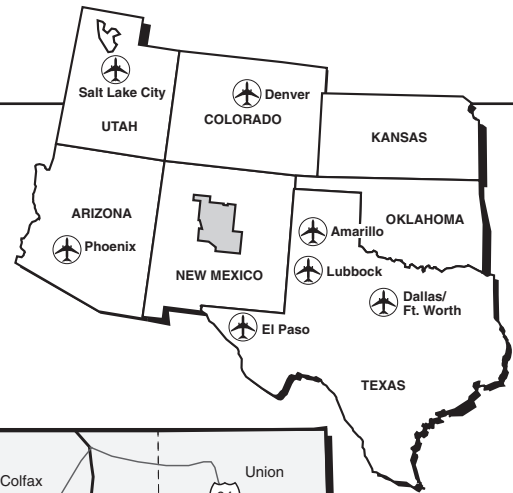 Salt Lake City
Denver
UTAH
COLORADO
KANSAS
ARIZONA
OKLAHOMA
Amarillo
Phoenix
NEW MEXICO
Lubbock
Dallas/
Ft. Worth
El Paso
TEXAS
Colfax
Union